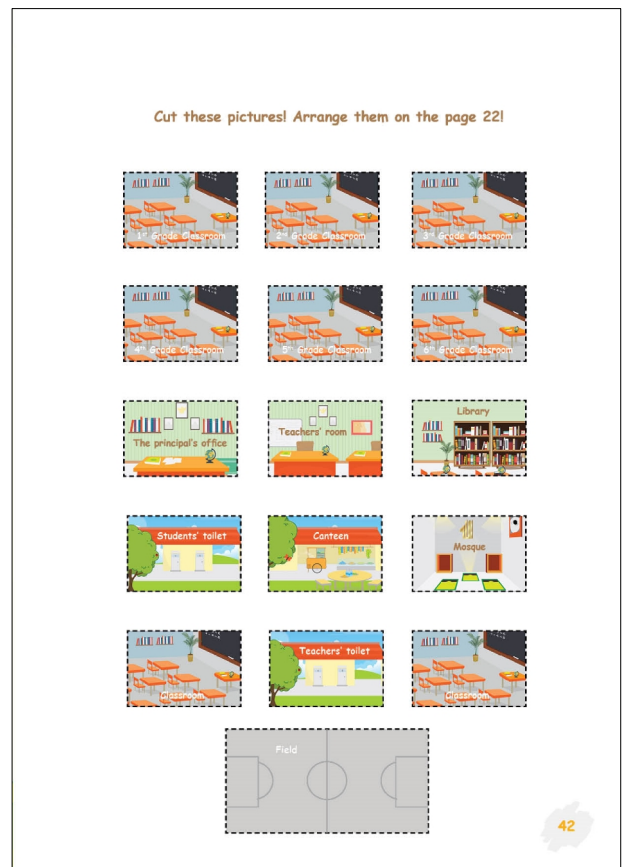 Cut these pictures! Arrange them on the page 22!
1st Grade Classroom
2nd Grade Classroom
3rd Grade Classroom
4th Grade Classroom
5th Grade Classroom
6th Grade Classroom
The principal's office
Teachers' room
Library
Students' toilet
Canteen
Mosque
Classroom
Teachers' toilet
Classroom
Field
42